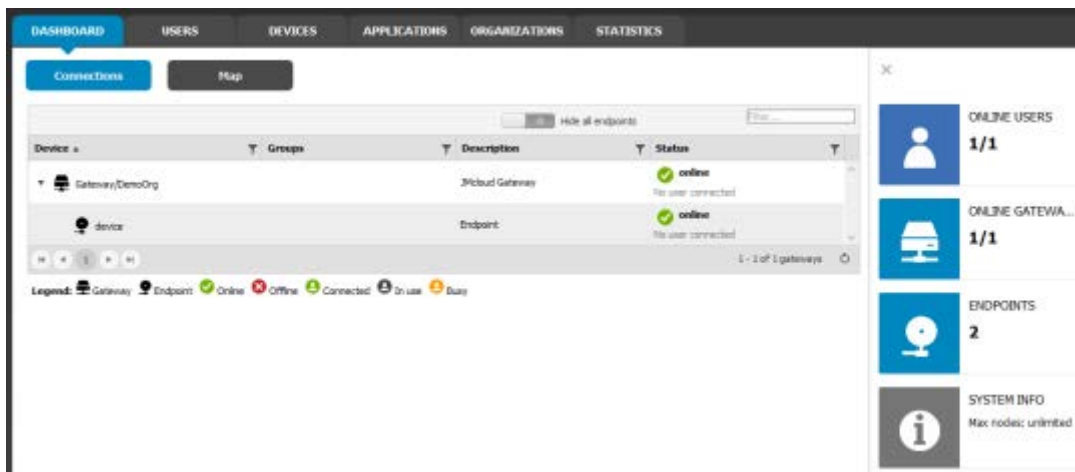 DASHBOARD USERS DEVICES APPLICATIONS ORGANIZATIONS STATISTICS
Connections Map
Hide all endpoints Filter...
Device Groups Description Status
Gateway/DemoOrg JMcloud Gateway online
No user connected
device Endpoint online
No user connected
1
1 - 1 of 1 gateways
Legend: Gateway Endpoint Online Offline Connected In use Busy
ONLINE USERS
1/1
ONLINE GATEWA...
1/1
ENDPOINTS
2
SYSTEM INFO
Max nodes: unlimited